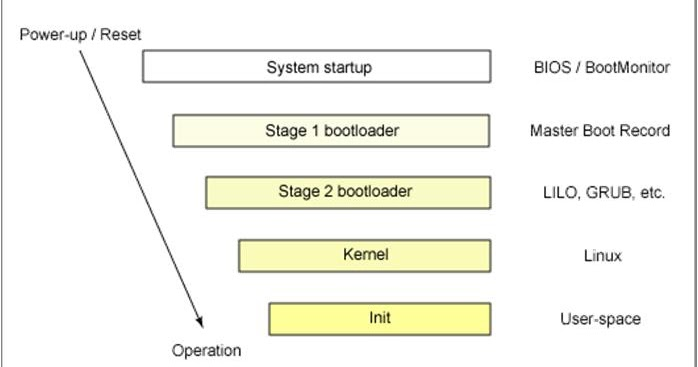 Power-up / Reset
System startup
BIOS / BootMonitor
Stage 1 bootloader
Master Boot Record
Stage 2 bootloader
LILO, GRUB, etc.
Kernel
Linux
Init
User-space
Operation